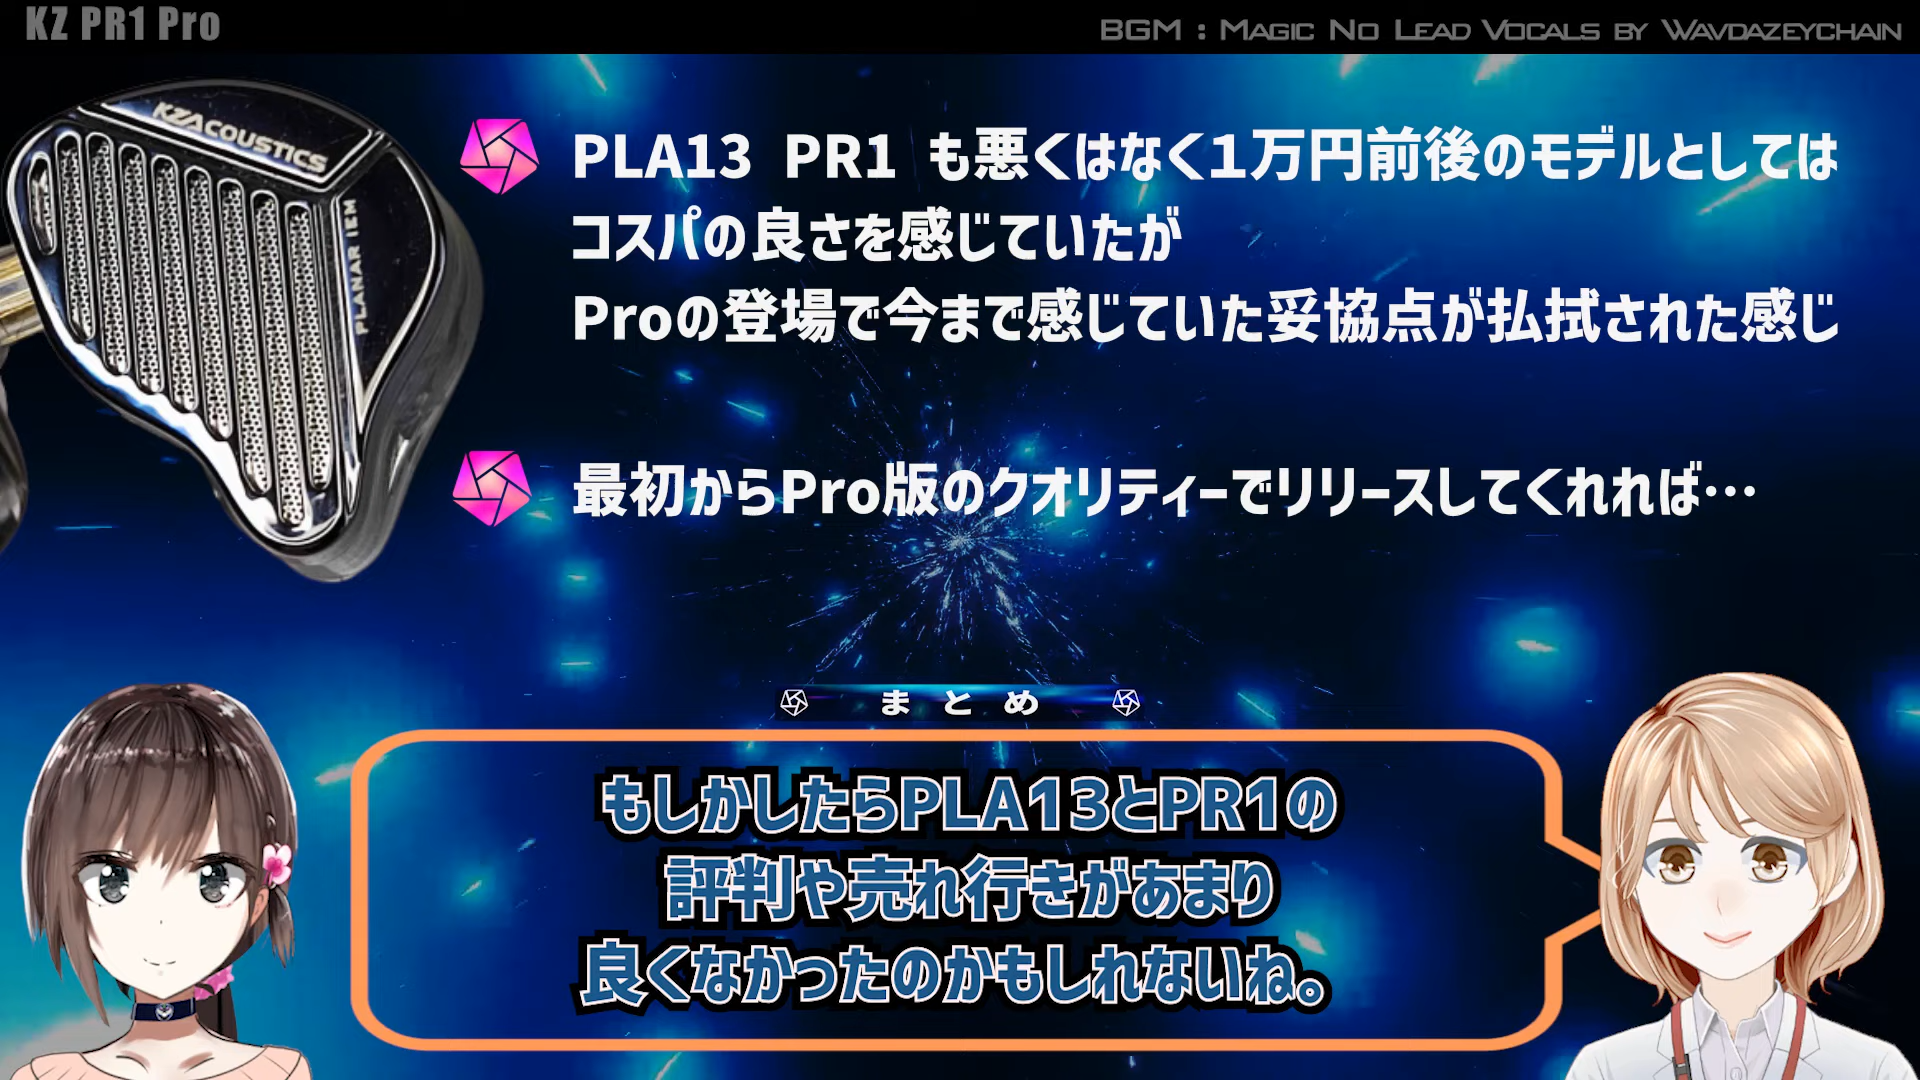 KZ PR1 Pro
BGM : Magic No Lead Vocals by Wavdazeychain
KZ ACOUSTICS
PLANAR IEM
PLA13 PR1 も悪くはなく1万円前後のモデルとしては
コスパの良さを感じていたが
Proの登場で今まで感じていた妥協点が払拭された感じ
最初からPro版のクオリティーでリリースしてくれれば…
まとめ
もしかしたらPLA13とPR1の
評判や売れ行きがあまり
良くなかったのかもしれないね。